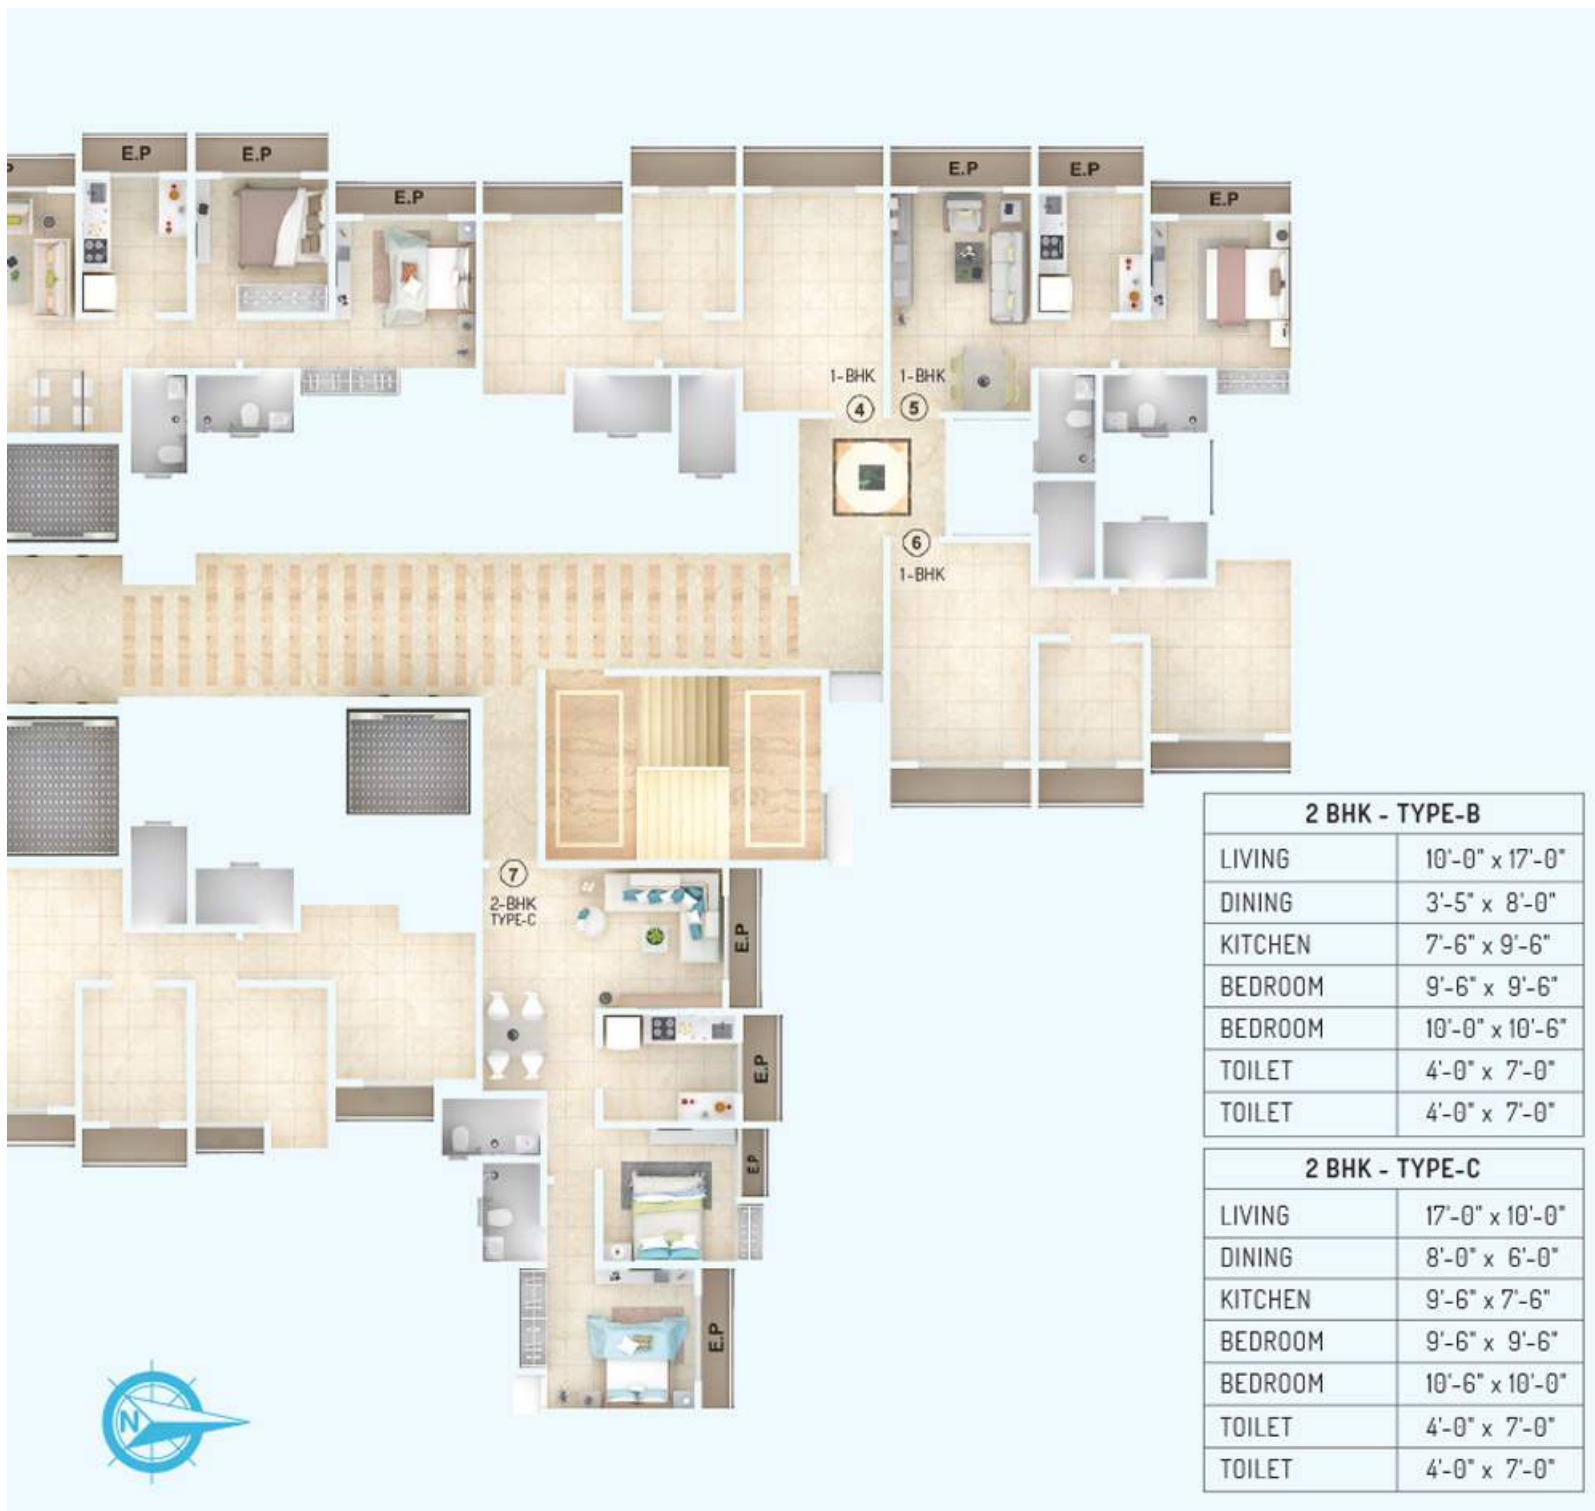 E.P
E.P
E.P
E.P
E.P
E.P
1-BHK
4
1-BHK
5
6
1-BHK
7
2-BHK
TYPE-C
E.P
E.P
E.P
E.P
N
2 BHK - TYPE-B
LIVING 10'-0" x 17'-0"
DINING 3'-5" x 8'-0"
KITCHEN 7'-6" x 9'-6"
BEDROOM 9'-6" x 9'-6"
BEDROOM 10'-0" x 10'-6"
TOILET 4'-0" x 7'-0"
TOILET 4'-0" x 7'-0"
2 BHK - TYPE-C
LIVING 17'-0" x 10'-0"
DINING 8'-0" x 6'-0"
KITCHEN 9'-6" x 7'-6"
BEDROOM 9'-6" x 9'-6"
BEDROOM 10'-6" x 10'-0"
TOILET 4'-0" x 7'-0"
TOILET 4'-0" x 7'-0"